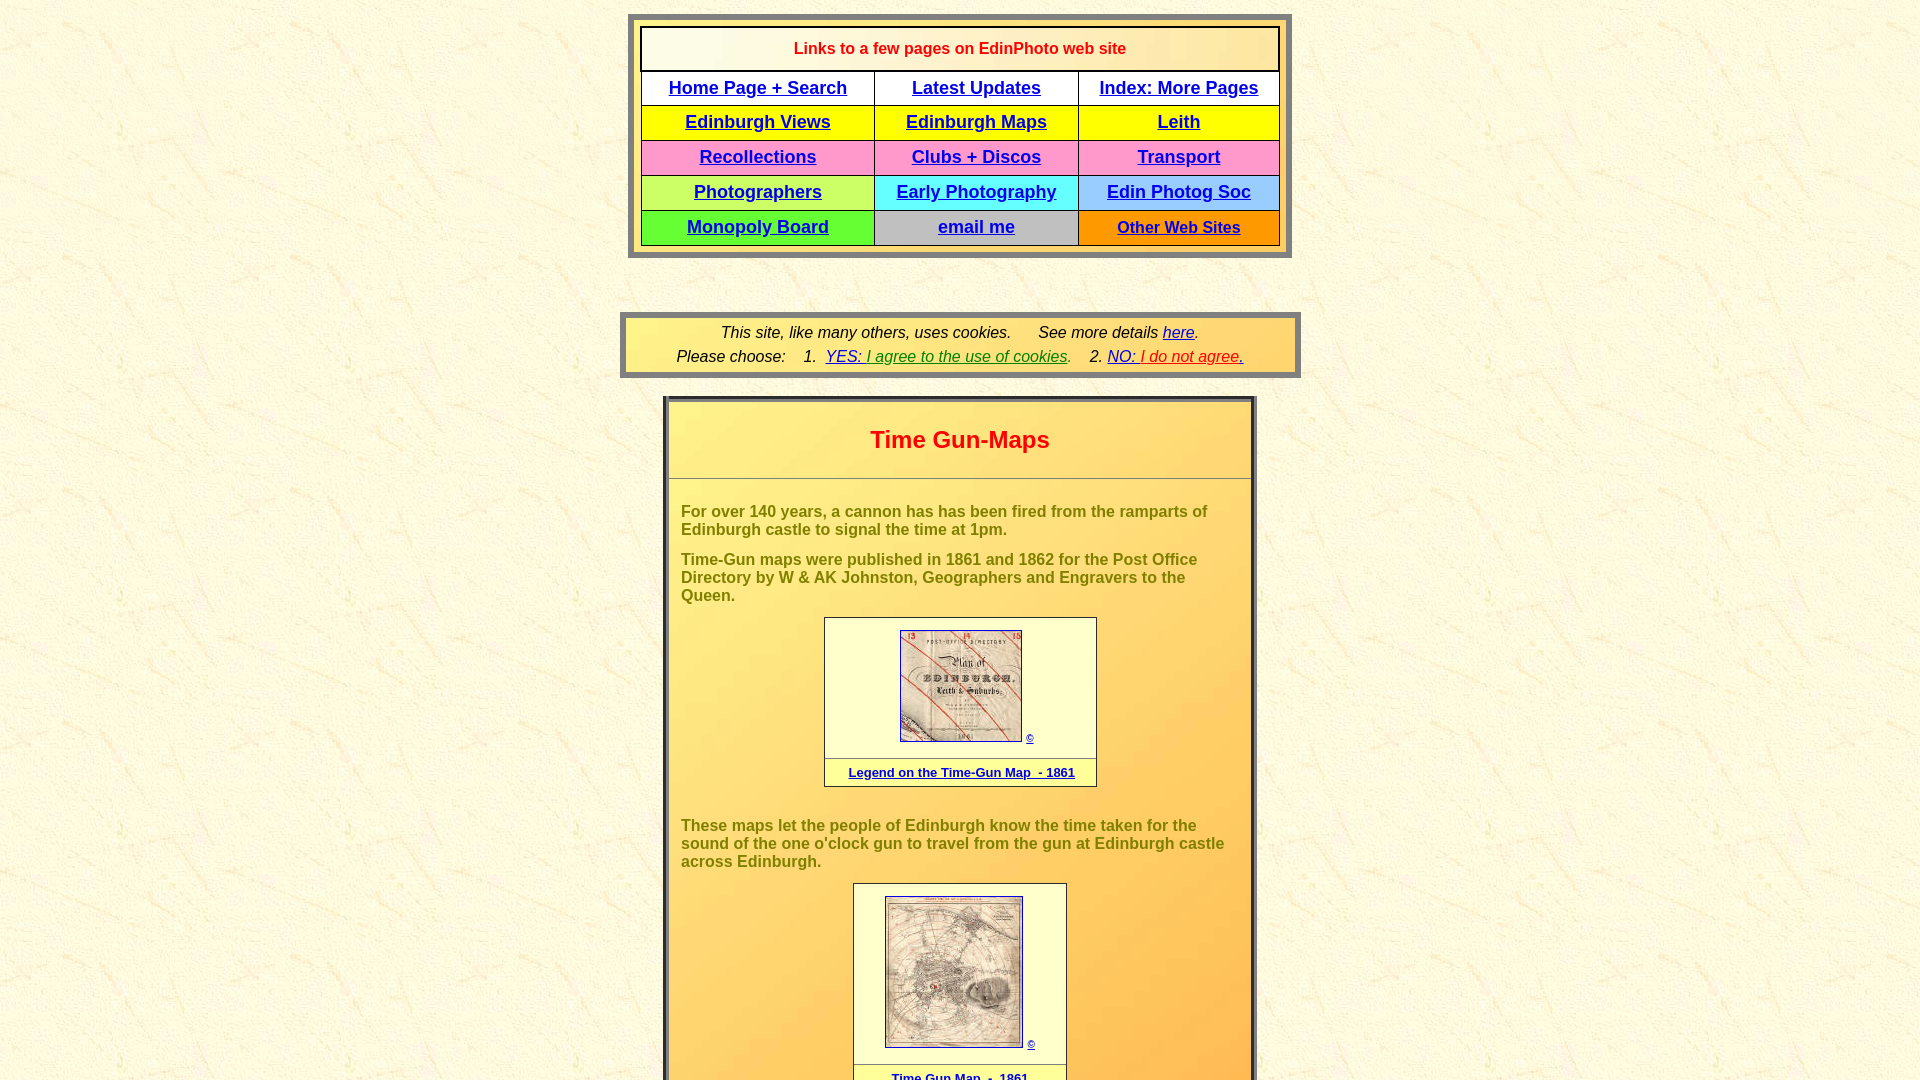 Links to a few pages on EdinPhoto web site
Home Page + Search Latest Updates Index: More Pages
Edinburgh Views Edinburgh Maps Leith
Recollections Clubs + Discos Transport
Photographers Early Photography Edin Photog Soc
Monopoly Board email me Other Web Sites
This site, like many others, uses cookies. See more details here.
Please choose: 1. YES: I agree to the use of cookies. 2. NO: I do not agree.
Time Gun-Maps
For over 140 years, a cannon has has been fired from the ramparts of
Edinburgh castle to signal the time at 1pm.
Time-Gun maps were published in 1861 and 1862 for the Post Office
Directory by W & AK Johnston, Geographers and Engravers to the
Queen.
13 14 15
POST-OFFICE DIRECTORY
Plan of
EDINBURGH,
Leith & Suburbs;
1861
©
Legend on the Time-Gun Map - 1861
These maps let the people of Edinburgh know the time taken for the
sound of the one o'clock gun to travel from the gun at Edinburgh castle
across Edinburgh.
©
Time Gun Map - 1861